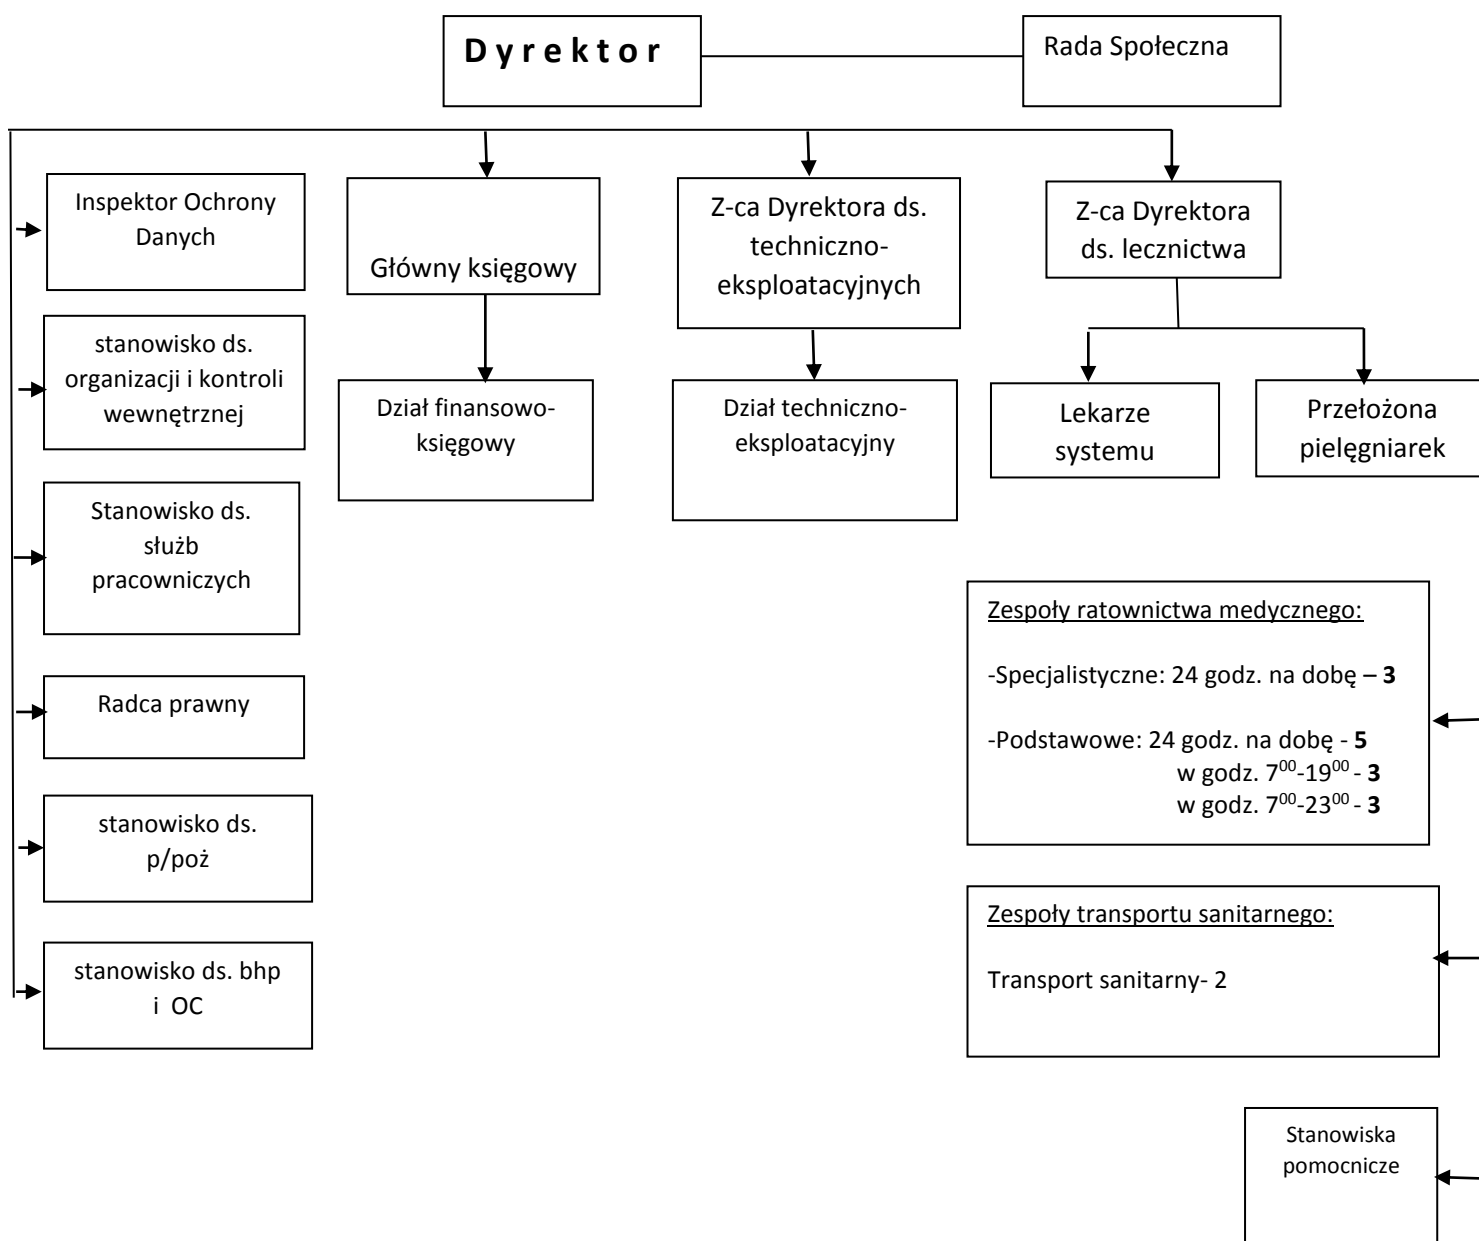 D y r e k t o r
Rada Społeczna
Inspektor Ochrony
Danych
Główny księgowy
Z-ca Dyrektora ds.
techniczno-
eksploatacyjnych
Z-ca Dyrektora
ds. lecznictwa
stanowisko ds.
organizacji i kontroli
wewnętrznej
Dział finansowo-
księgowy
Dział techniczno-
eksploatacyjny
Lekarze
systemu
Przełożona
pielęgniarek
Stanowisko ds.
służb
pracowniczych
Zespoły ratownictwa medycznego:
-Specjalistyczne: 24 godz. na dobę – 3
-Podstawowe: 24 godz. na dobę - 5
w godz. 7⁰⁰-19⁰⁰ - 3
w godz. 7⁰⁰-23⁰⁰ - 3
Radca prawny
stanowisko ds.
p/poż
Zespoły transportu sanitarnego:
Transport sanitarny- 2
stanowisko ds. bhp
i OC
Stanowiska
pomocnicze